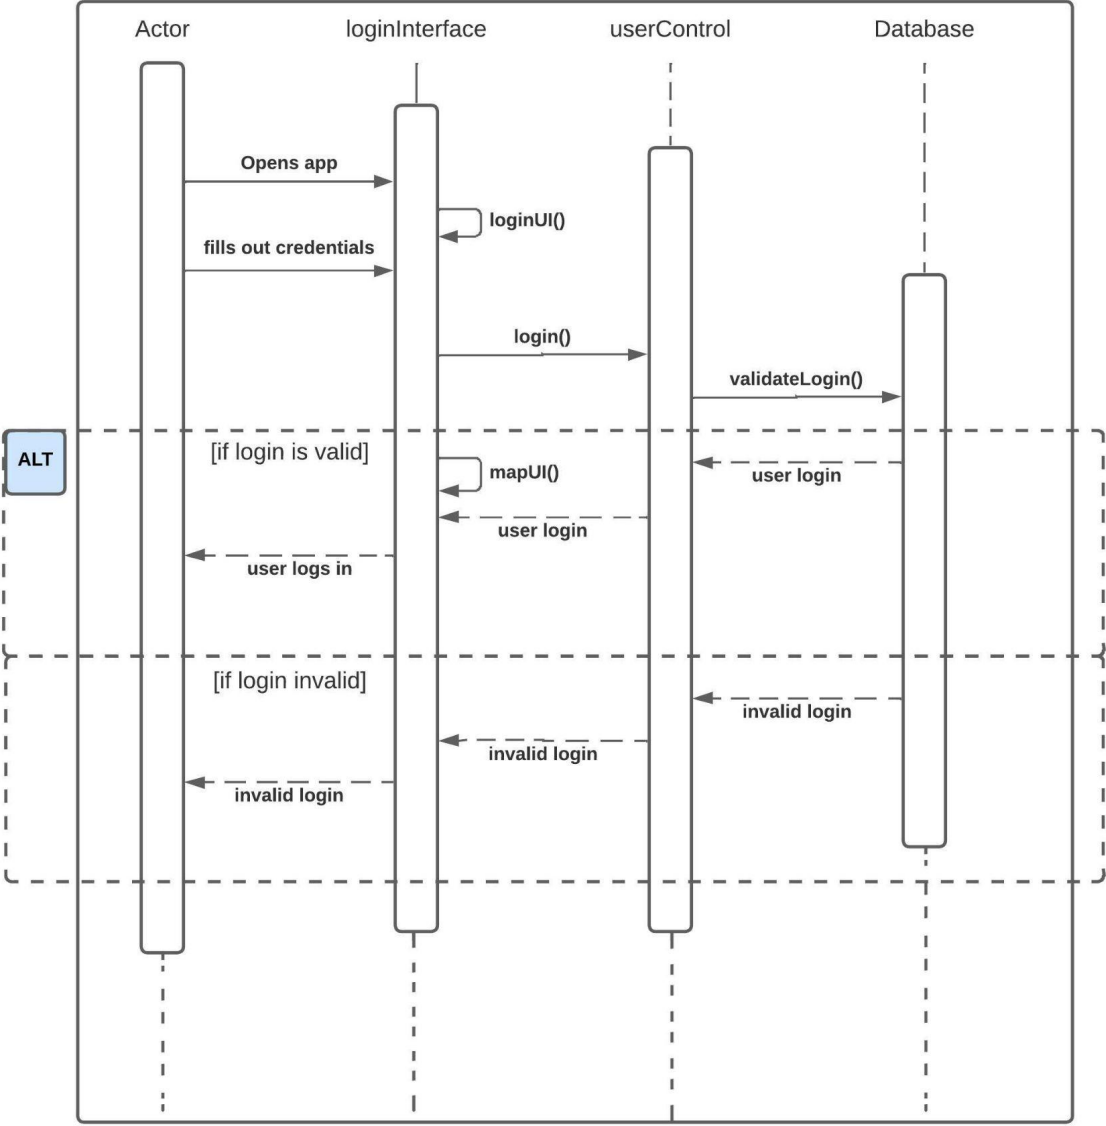 Actor
loginInterface
userControl
Database
Opens app
loginUI()
fills out credentials
login()
validateLogin()
ALT
[if login is valid]
mapUI()
user login
user login
user logs in
[if login invalid]
invalid login
invalid login
invalid login